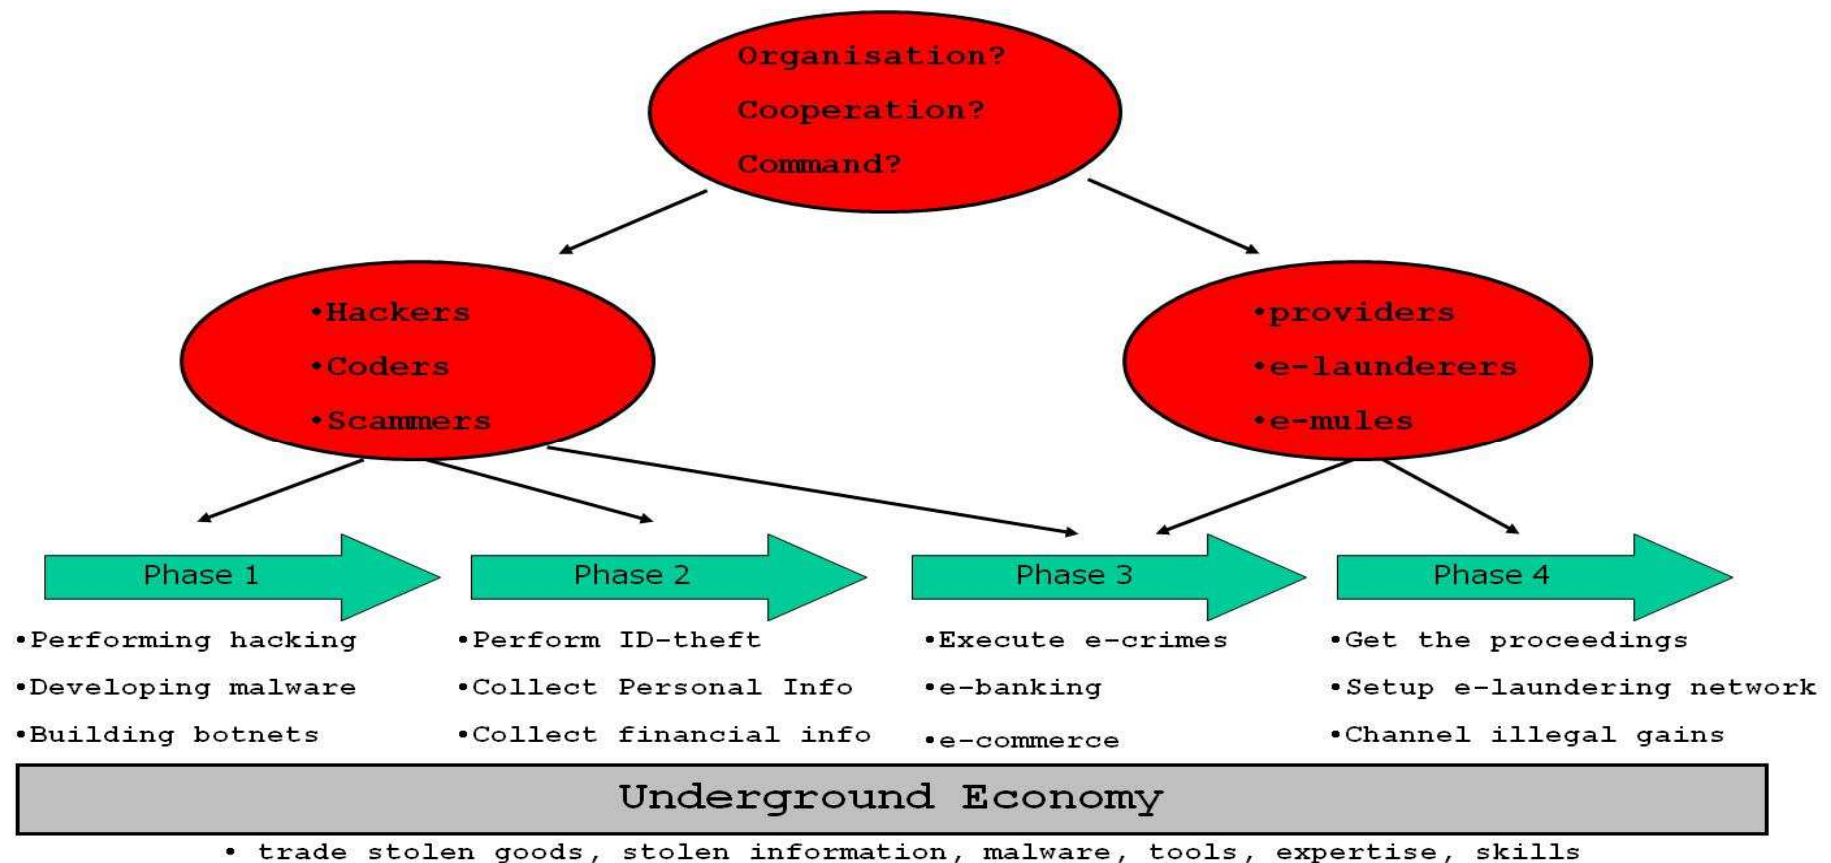 Organisation?
Cooperation?
Command?
•Hackers
•Coders
•Scammers
•providers
•e-launderers
•e-mules
Phase 1
•Performing hacking
•Developing malware
•Building botnets
Phase 2
•Perform ID-theft
•Collect Personal Info
•Collect financial info
Phase 3
•Execute e-crimes
•e-banking
•e-commerce
Phase 4
•Get the proceedings
•Setup e-laundering network
•Channel illegal gains
Underground Economy
• trade stolen goods, stolen information, malware, tools, expertise, skills